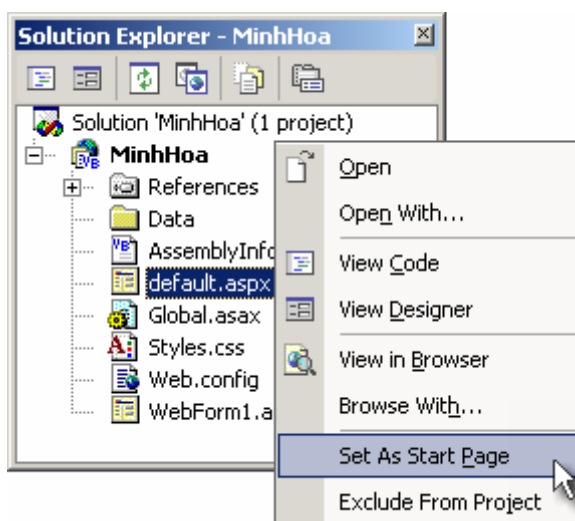 Solution Explorer - MinhHoa
Solution 'MinhHoa' (1 project)
MinhHoa
References
Data
AssemblyInfo
default.aspx
Global.asax
Styles.css
Web.config
WebForm1.a
Open
Open With...
View Code
View Designer
View in Browser
Browse With...
Set As Start Page
Exclude From Project